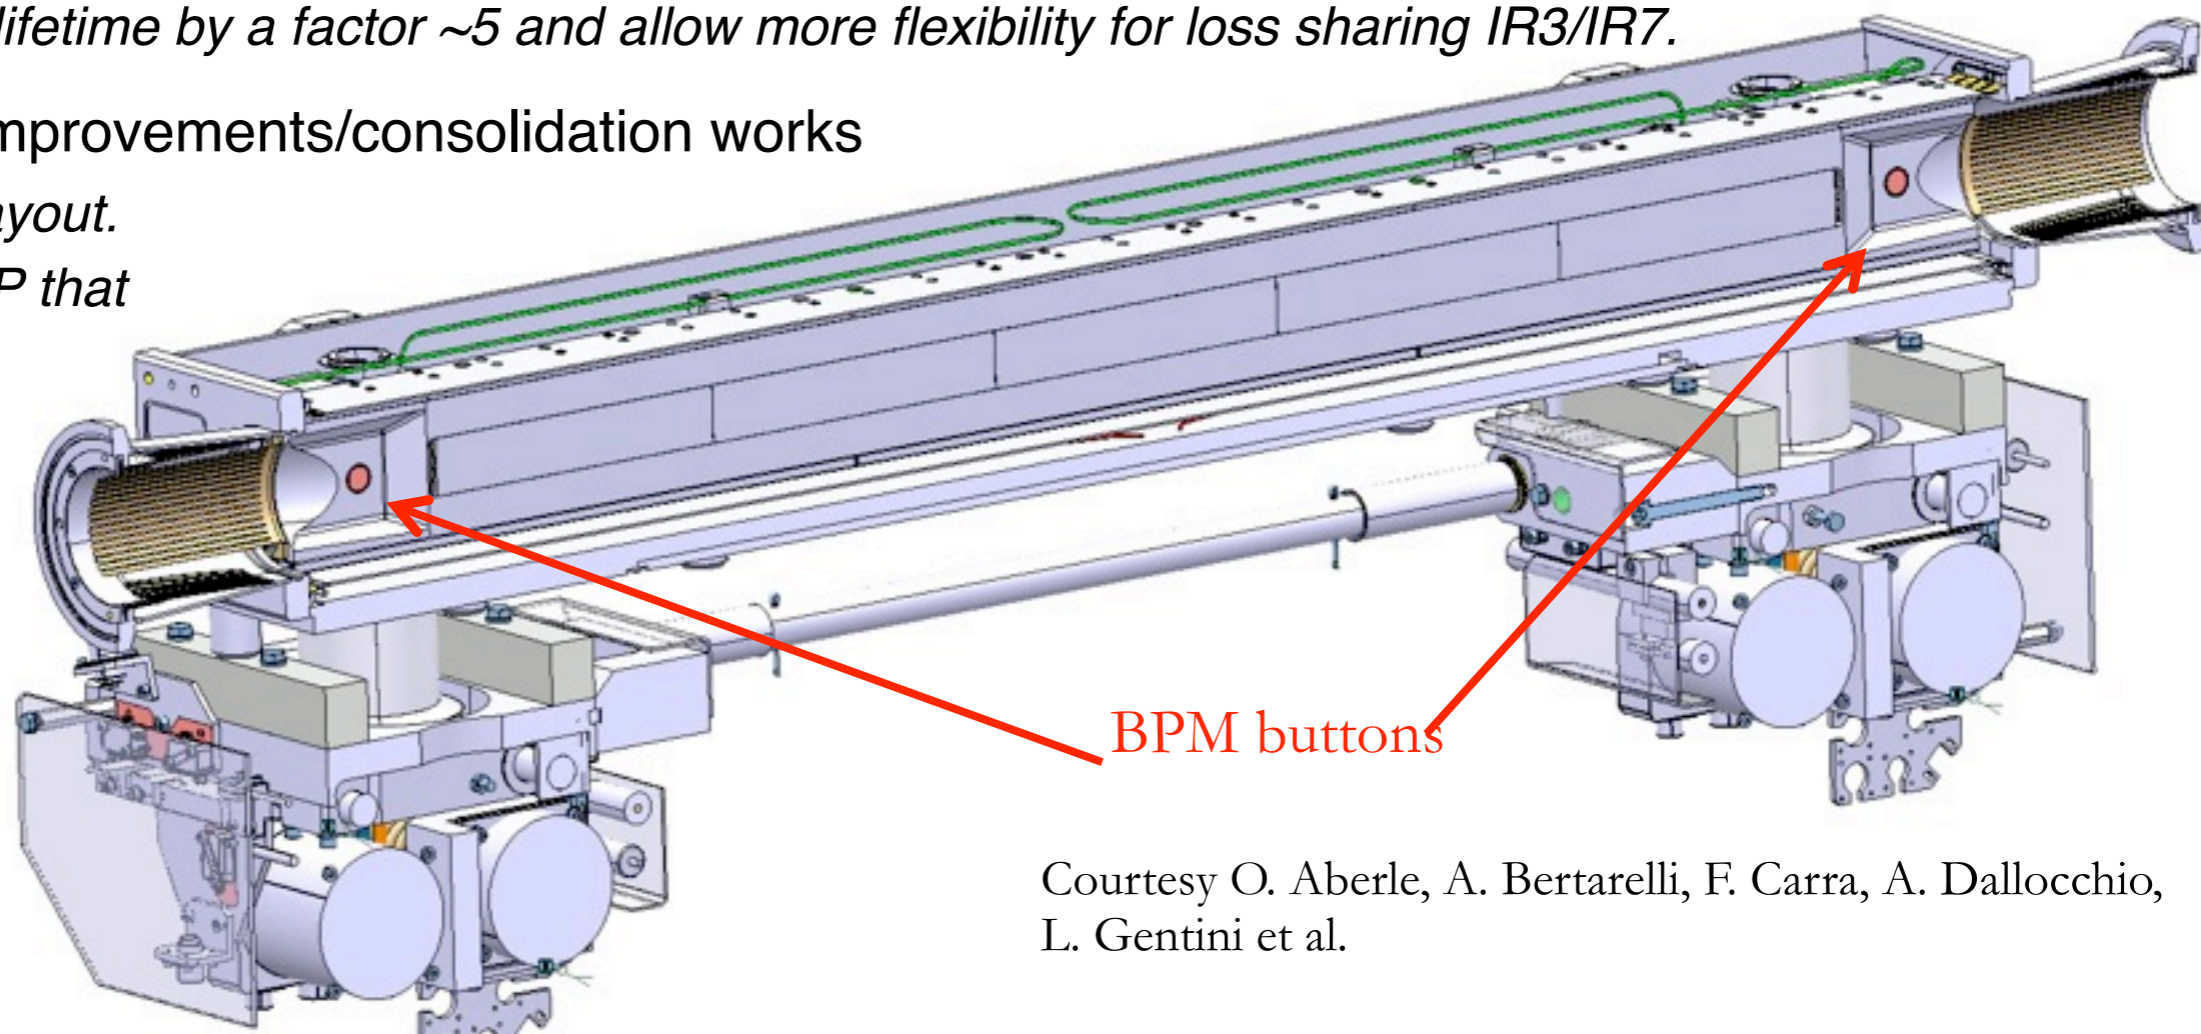 lifetime by a factor ~5 and allow more flexibility for loss sharing IR3/IR7.
mprovements/consolidation works
ayout.
P that
BPM buttons
Courtesy O. Aberle, A. Bertarelli, F. Carra, A. Dallocchio,
L. Gentini et al.